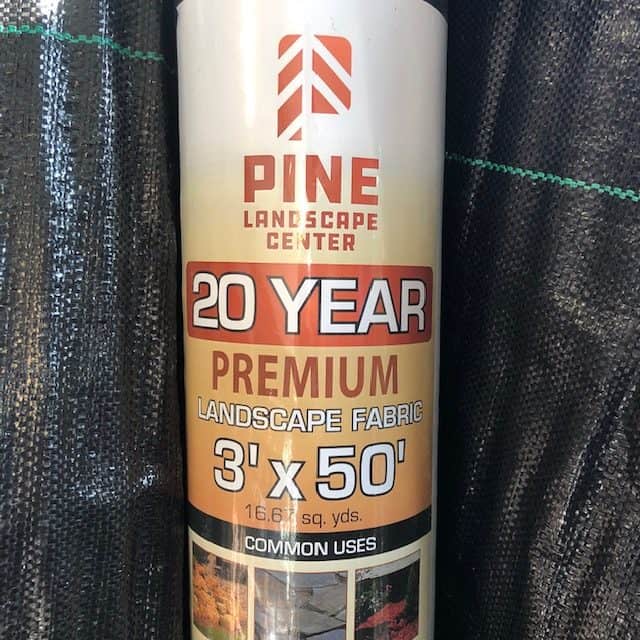 PINE
LANDSCAPE
CENTER
20 YEAR
PREMIUM
LANDSCAPE FABRIC
3' x 50'
16.67 sq. yds.
COMMON USES